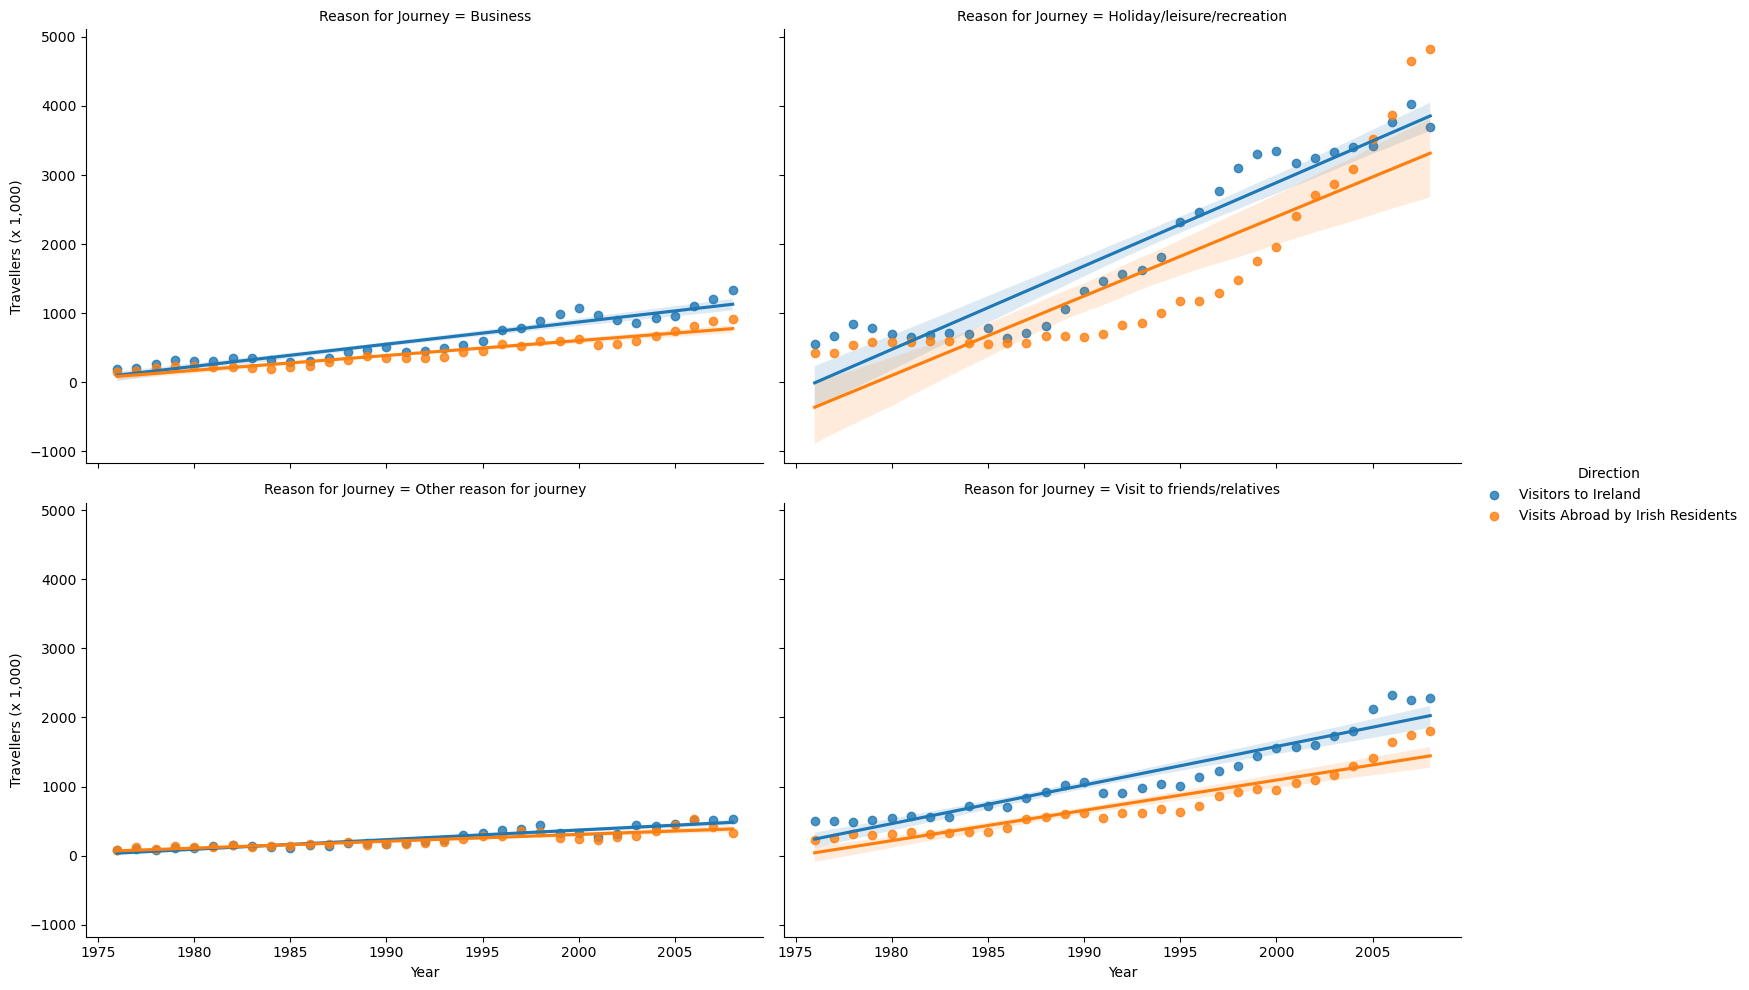 Reason for Journey = Business
Reason for Journey = Holiday/leisure/recreation
5000
4000
3000
2000
1000
0
−1000
Travellers (x 1,000)
Reason for Journey = Other reason for journey
Reason for Journey = Visit to friends/relatives
5000
4000
3000
2000
1000
0
−1000
Travellers (x 1,000)
1975 1980 1985 1990 1995 2000 2005
Year
1975 1980 1985 1990 1995 2000 2005
Year
Direction
Visitors to Ireland
Visits Abroad by Irish Residents